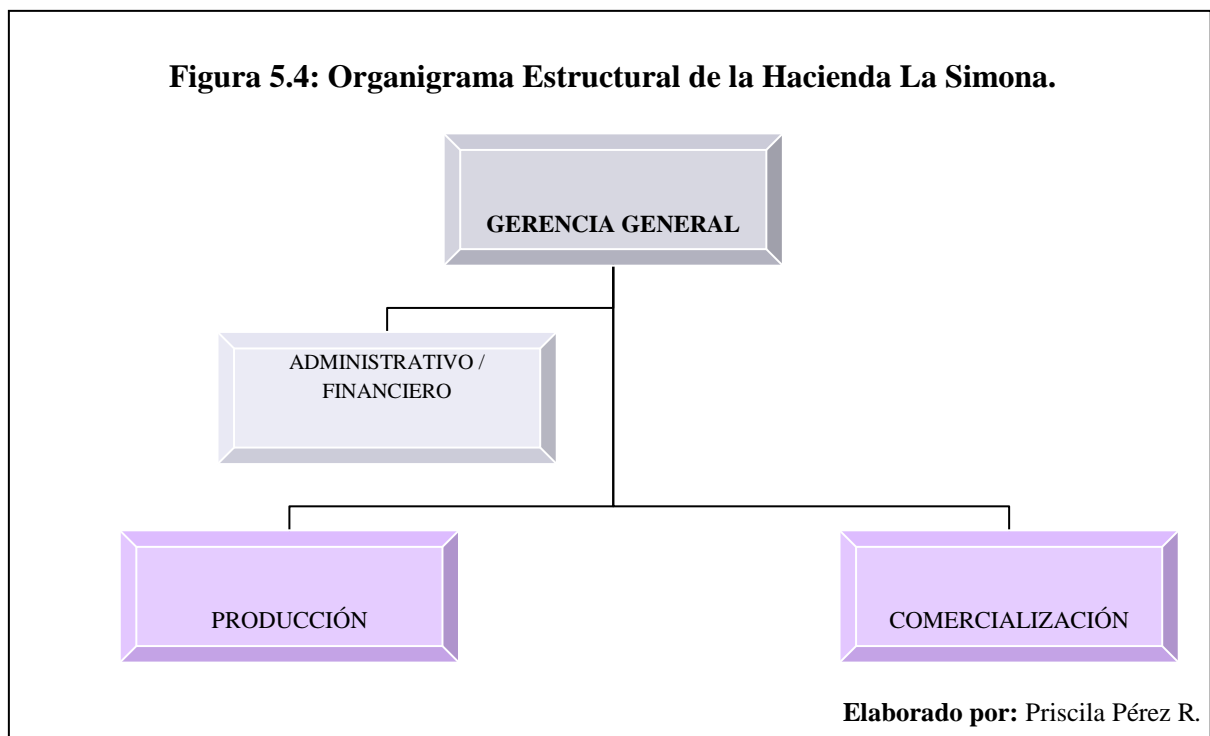 Figura 5.4: Organigrama Estructural de la Hacienda La Simona.
GERENCIA GENERAL
ADMINISTRATIVO /
FINANCIERO
PRODUCCIÓN
COMERCIALIZACIÓN
Elaborado por: Priscila Pérez R.